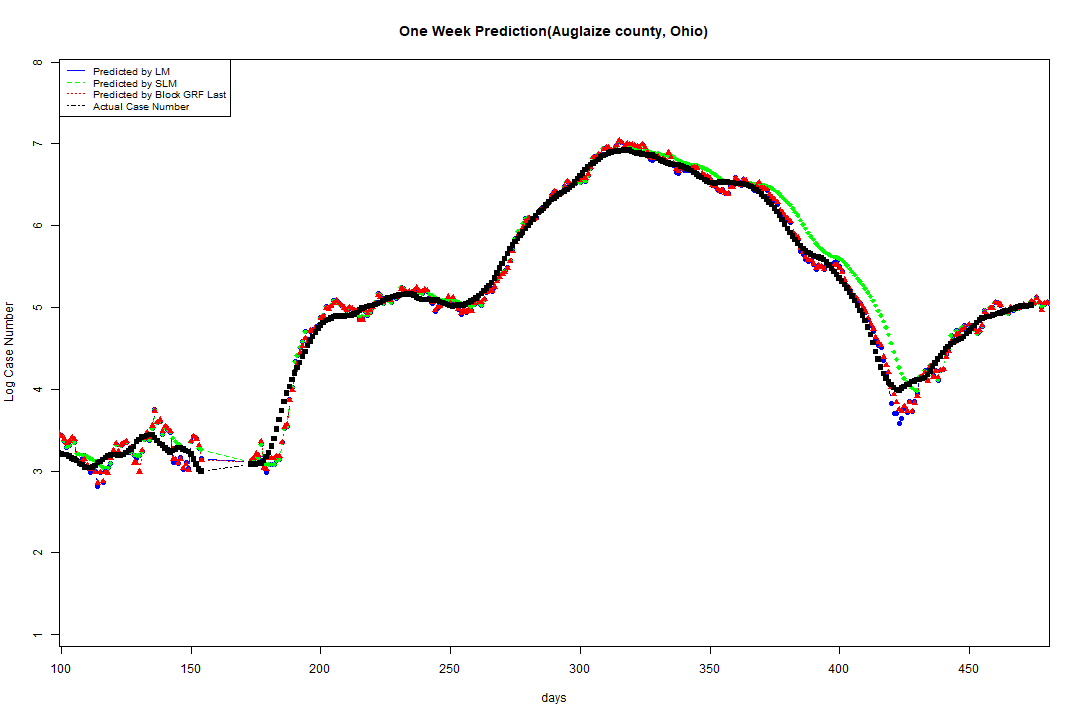 One Week Prediction(Auglaize county, Ohio)
Predicted by LM
Predicted by SLM
Predicted by Block GRF Last
Actual Case Number
Log Case Number
8
7
6
5
4
3
2
1
100 150 200 250 300 350 400 450
days